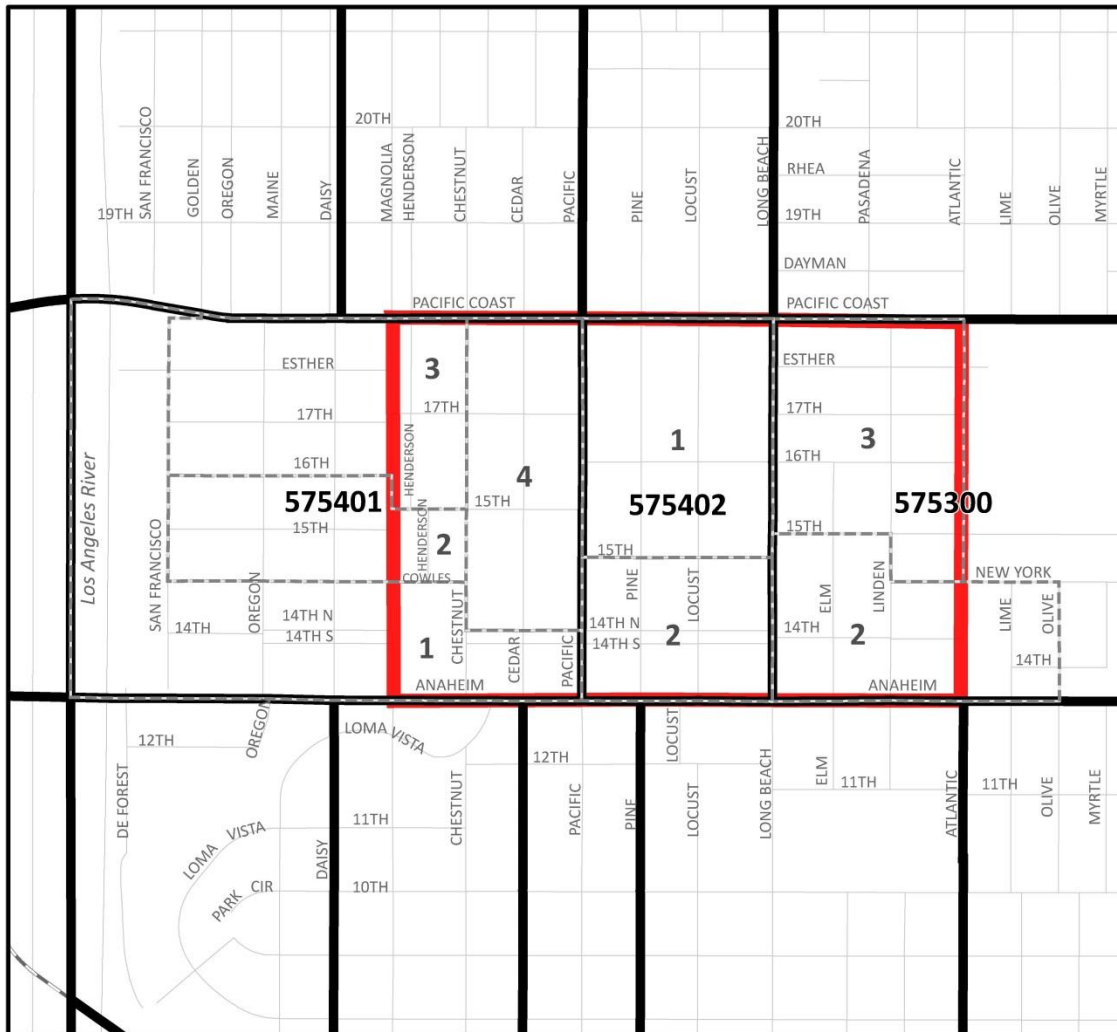 20TH
20TH
SAN FRANCISCO
GOLDEN
OREGON
MAINE
DAISY
MAGNOLIA
HENDERSON
CHESTNUT
CEDAR
PACIFIC
PINE
LOCUST
LONG BEACH
RHEA
PASADENA
ATLANTIC
LIME
OLIVE
MYRTLE
19TH
19TH
DAYMAN
PACIFIC COAST
PACIFIC COAST
ESTHER
3
ESTHER
17TH
17TH
17TH
1
3
16TH
HENDERSON
4
16TH
575401
15TH
575402
575300
15TH
HENDERSON
2
15TH
15TH
Los Angeles River
SAN FRANCISCO
OREGON
COWLES
PINE
LOCUST
ELM
LINDEN
NEW YORK
LIME
OLIVE
14TH
14TH N
14TH S
1
CHESTNUT
CEDAR
PACIFIC
14TH N
14TH S
2
14TH
2
14TH
ANAHEIM
ANAHEIM
12TH
OREGON
LOMA VISTA
12TH
LOCUST
DE FOREST
LOMA VISTA
PARK CIR
DAISY
11TH
10TH
CHESTNUT
PACIFIC
PINE
LOCUST
LONG BEACH
ELM
11TH
ATLANTIC
11TH
OLIVE
MYRTLE